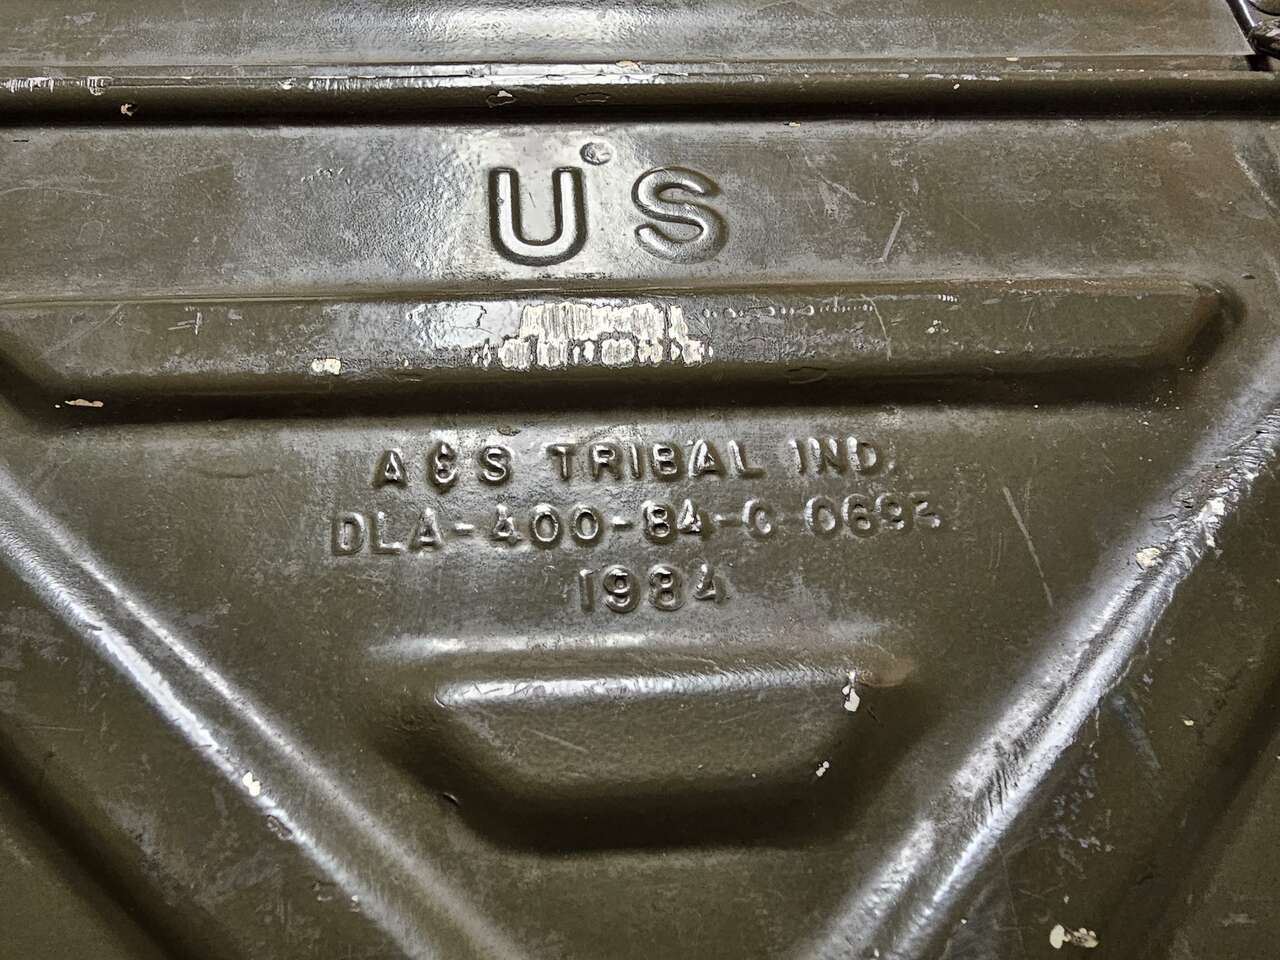 US
A&S TRIBAL IND.
DLA-400-84-C-0693
1984